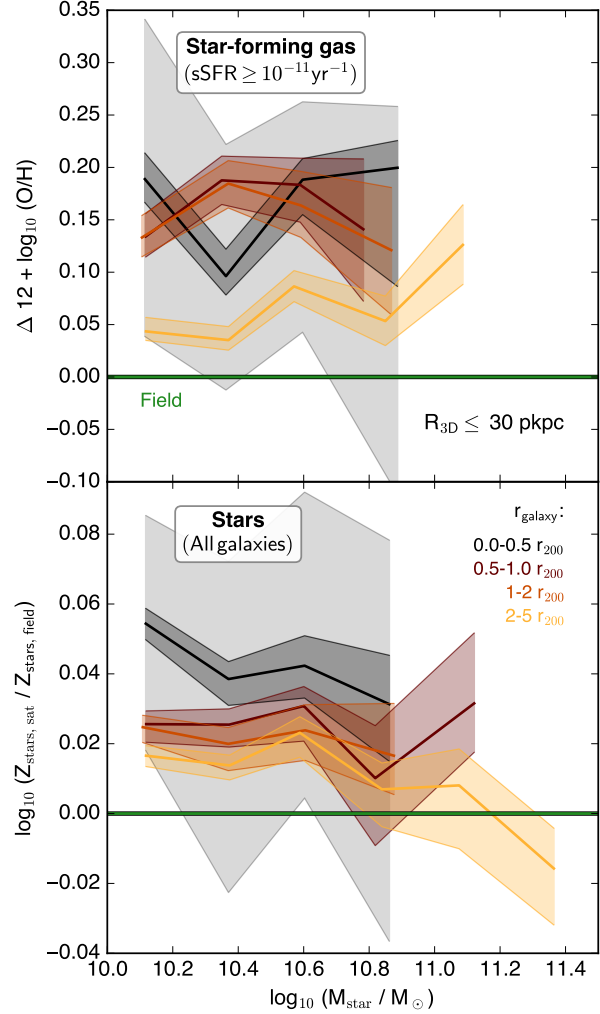 0.35
0.30
0.25
0.20
0.15
0.10
0.05
0.00
−0.05
−0.10
Δ 12 + log₁₀ (O/H)
Star-forming gas
(sSFR ≥ 10⁻¹¹yr⁻¹)
Field
R₃D ≤ 30 pkpc
0.08
0.06
0.04
0.02
0.00
−0.02
−0.04
log₁₀ (Z_stars, sat / Z_stars, field)
Stars
(All galaxies)
r_galaxy:
0.0-0.5 r₂₀₀
0.5-1.0 r₂₀₀
1-2 r₂₀₀
2-5 r₂₀₀
10.0 10.2 10.4 10.6 10.8 11.0 11.2 11.4
log₁₀ (M_star / M_⊙)